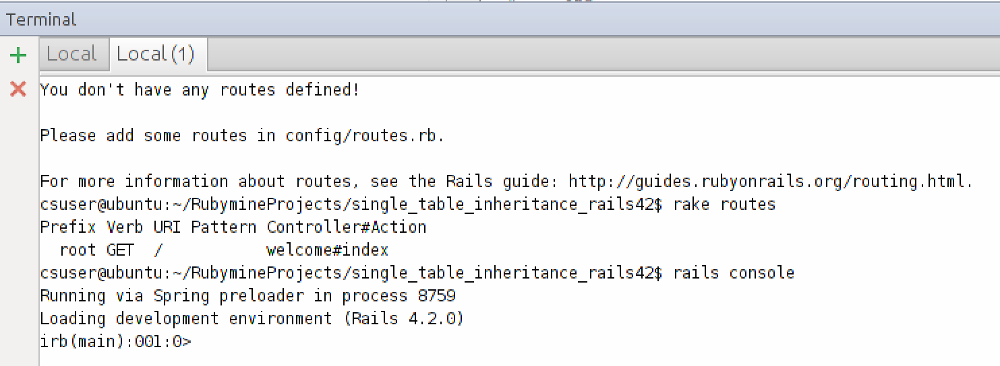 Terminal
Local Local (1)
You don't have any routes defined!
Please add some routes in config/routes.rb.
For more information about routes, see the Rails guide: http://guides.rubyonrails.org/routing.html.
csuser@ubuntu:~/RubymineProjects/single_table_inheritance_rails42$ rake routes
Prefix Verb URI Pattern Controller#Action
  root GET  /           welcome#index
csuser@ubuntu:~/RubymineProjects/single_table_inheritance_rails42$ rails console
Running via Spring preloader in process 8759
Loading development environment (Rails 4.2.0)
irb(main):001:0>